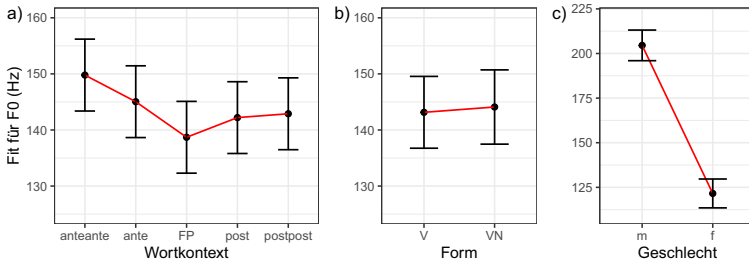 a)
Fit für F0 (Hz)
160
150
140
130
anteante ante FP post postpost
Wortkontext
b)
160
150
140
130
V VN
Form
c)
225
200
175
150
125
m f
Geschlecht